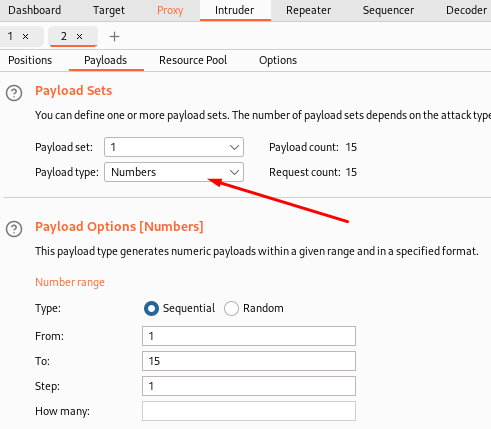 Dashboard Target Proxy Intruder Repeater Sequencer Decoder
1 × 2 × +
Positions Payloads Resource Pool Options
? Payload Sets
You can define one or more payload sets. The number of payload sets depends on the attack type
Payload set: 1 Payload count: 15
Payload type: Numbers Request count: 15
? Payload Options [Numbers]
This payload type generates numeric payloads within a given range and in a specified format.
Number range
Type: Sequential Random
From: 1
To: 15
Step: 1
How many: